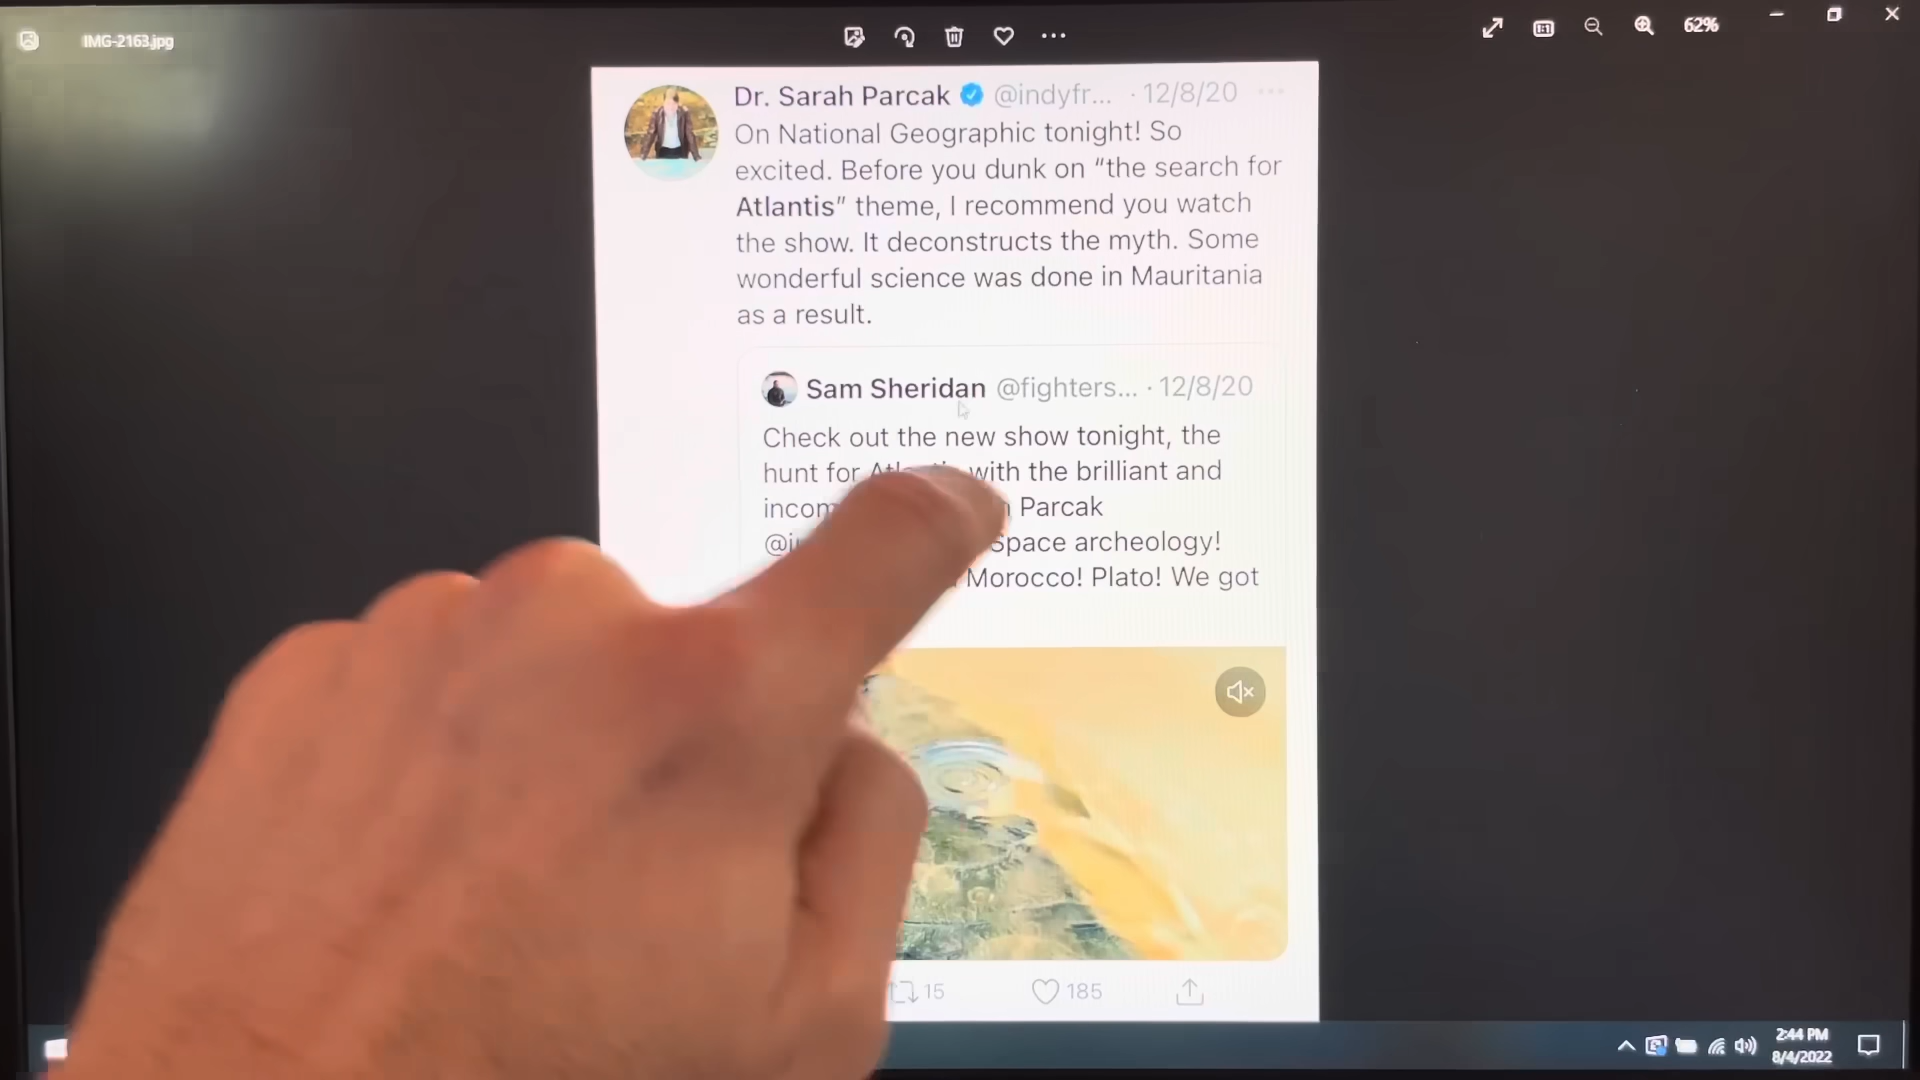 IMG-2163.jpg
62%
Dr. Sarah Parcak @indyfr... · 12/8/20
On National Geographic tonight! So
excited. Before you dunk on “the search for
Atlantis” theme, I recommend you watch
the show. It deconstructs the myth. Some
wonderful science was done in Mauritania
as a result.
Sam Sheridan @fighters... · 12/8/20
Check out the new show tonight, the
hunt for with the brilliant and
Parcak
Space archeology!
Morocco! Plato! We got
15 185
2:44 PM
8/4/2022